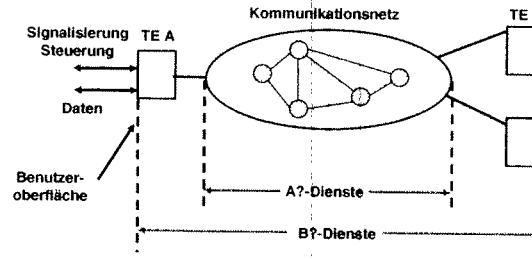 Kommunikationsnetz
TE
Signalisierung
Steuerung
TE A
Daten
Benutzer-
oberfläche
A?-Dienste
B?-Dienste